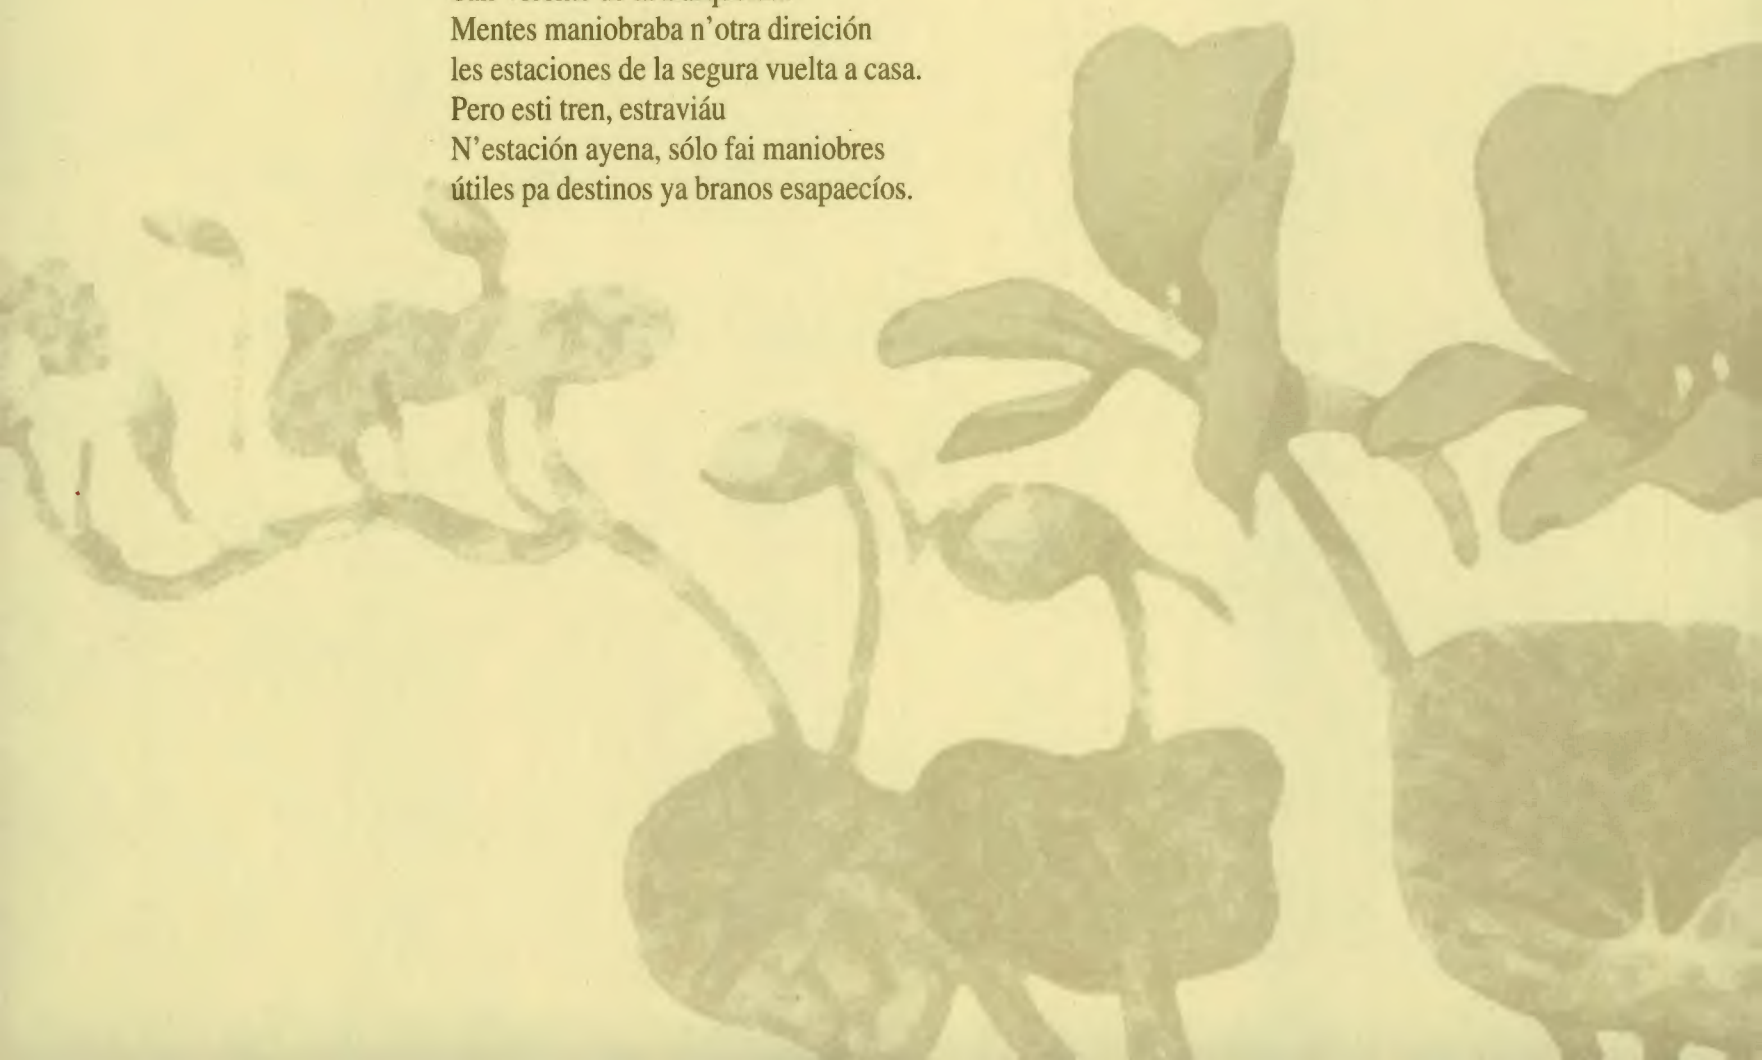 Mentes maniobraba n'otra direición
les estaciones de la segura vuelta a casa.
Pero esti tren, estraviáu
N'estación ayena, sólo fai maniobres
útiles pa destinos ya branos esapaecíos.